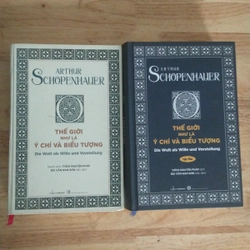 ARTHUR
SCHOPENHAUER
THẾ GIỚI
NHƯ LÀ
Ý CHÍ VÀ BIỂU TƯỢNG
Die Welt als Wille und Vorstellung
ARTHUR
SCHOPENHAUER
THẾ GIỚI
NHƯ LÀ
Ý CHÍ VÀ BIỂU TƯỢNG
Die Welt als Wille und Vorstellung